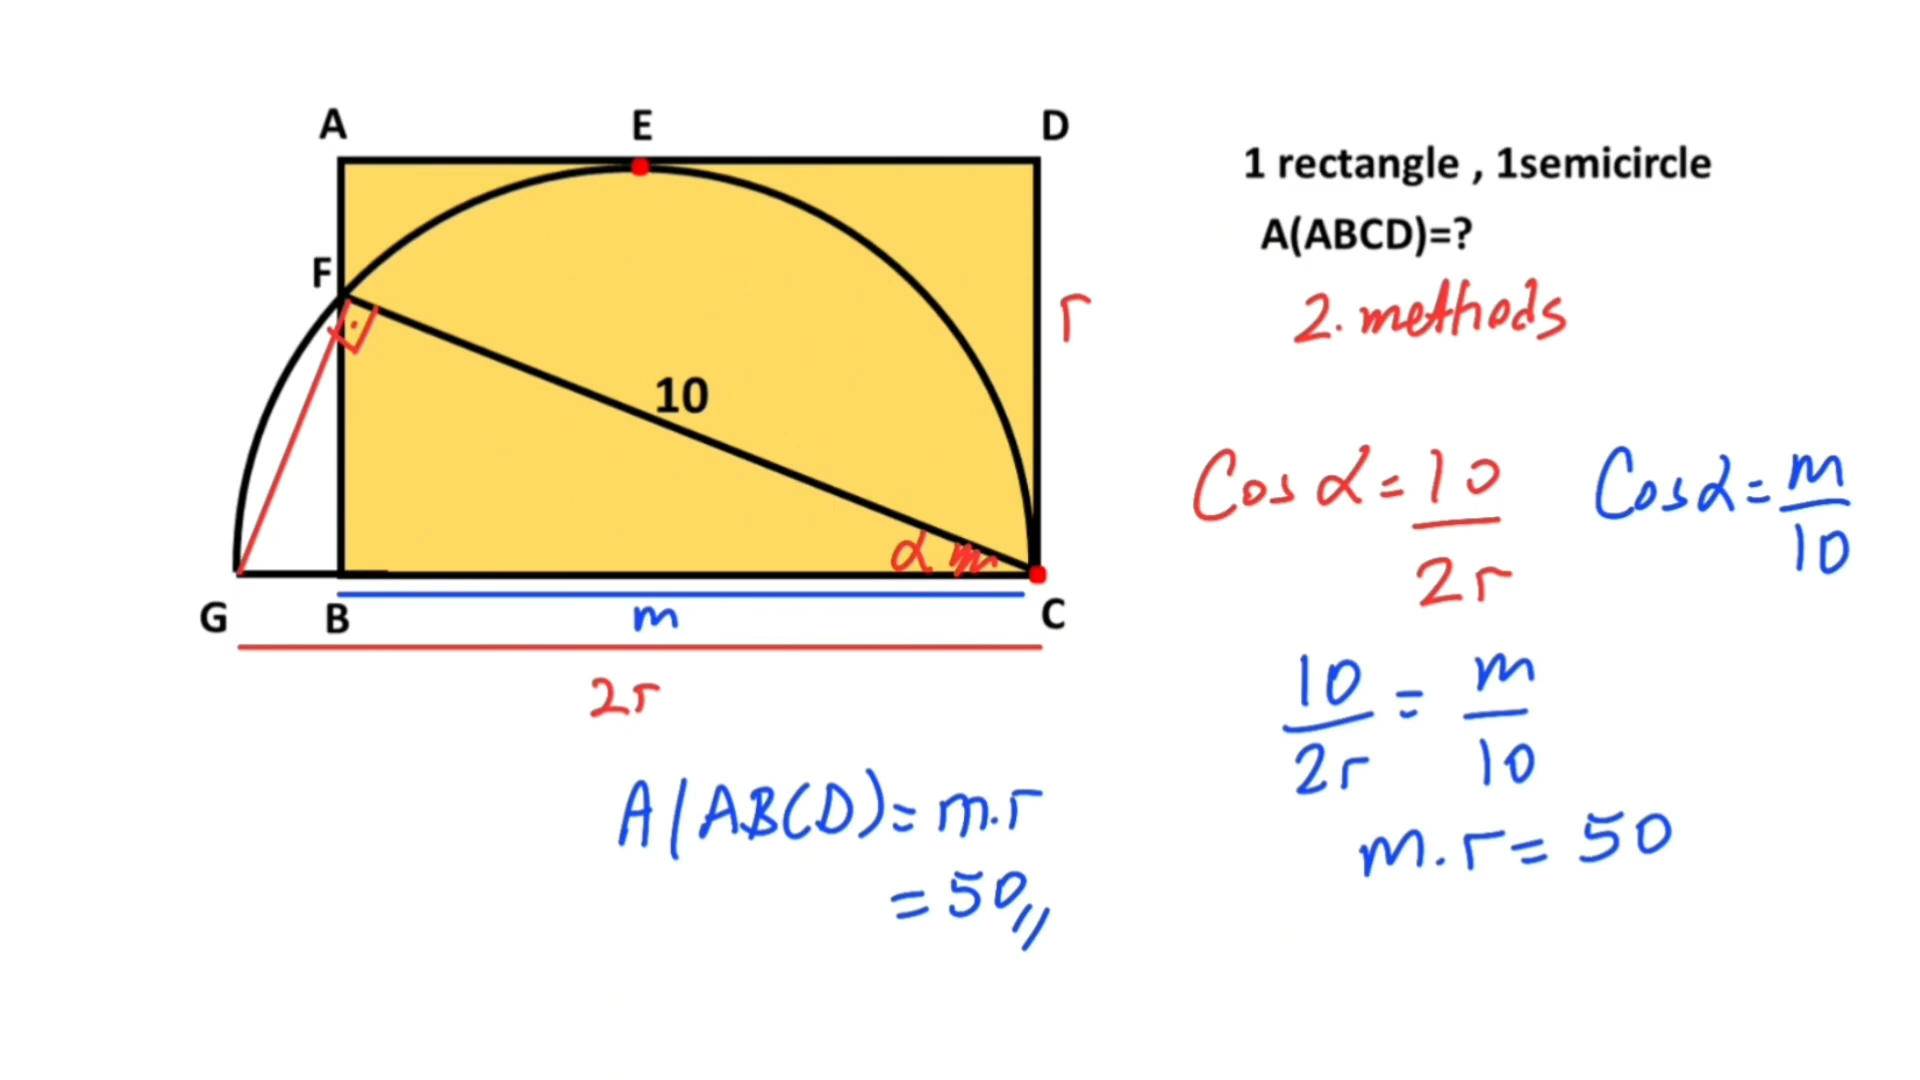 A E D
1 rectangle , 1semicircle
A(ABCD)=?
F
2. methods
r
10
Cos α = 10/2r
Cos α = m/10
α m
G B m C
2r
10/2r = m/10
A(ABCD) = m.r
= 50//
m.r = 50